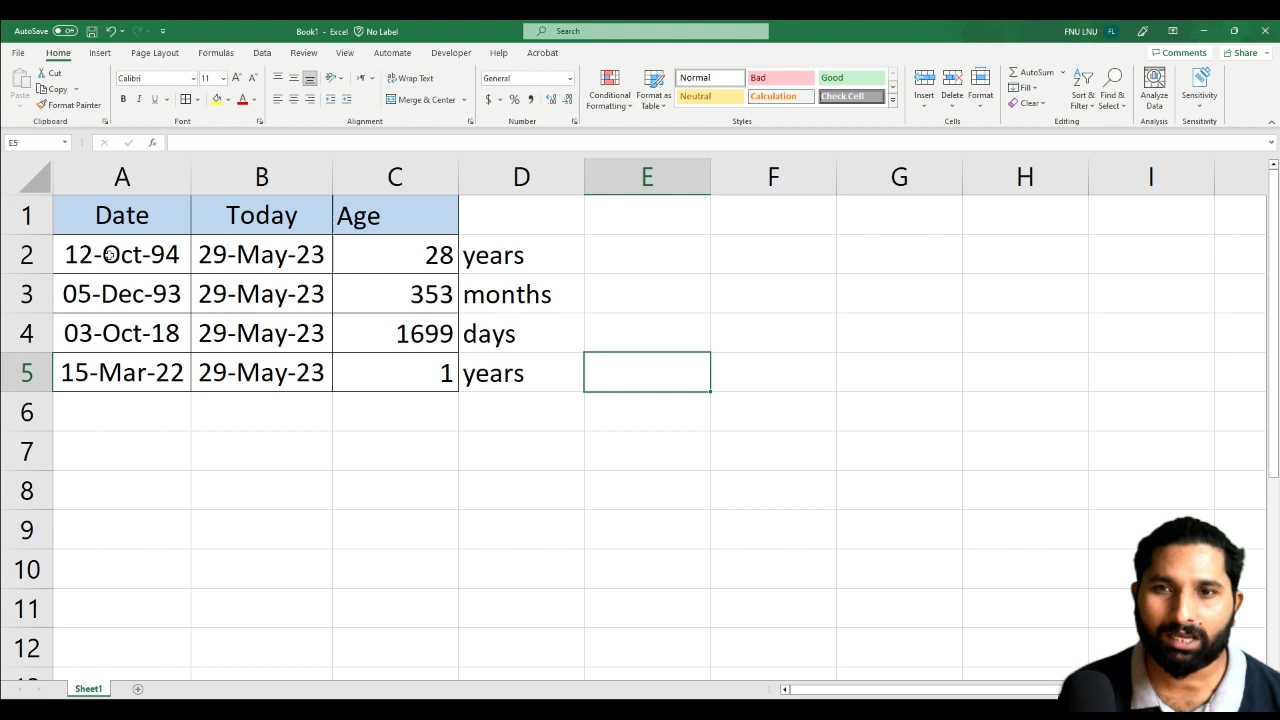 AutoSave Off Book1 - Excel No Label Search FNU LNU FL
File Home Insert Page Layout Formulas Data Review View Automate Developer Help Acrobat Comments Share
Cut Calibri 11 Wrap Text General Normal Bad Good AutoSum
Copy Fill
Paste Format Painter B I U Merge & Center $ % Conditional Formatting Format as Table Neutral Calculation Check Cell Insert Delete Format Clear Sort & Filter Find & Select Analyze Data Sensitivity
Clipboard Font Alignment Number Styles Cells Editing Analysis Sensitivity
E5 fx
A B C D E F G H I
1 Date Today Age
2 12-Oct-94 29-May-23 28 years
3 05-Dec-93 29-May-23 353 months
4 03-Oct-18 29-May-23 1699 days
5 15-Mar-22 29-May-23 1 years
6
7
8
9
10
11
12
Sheet1